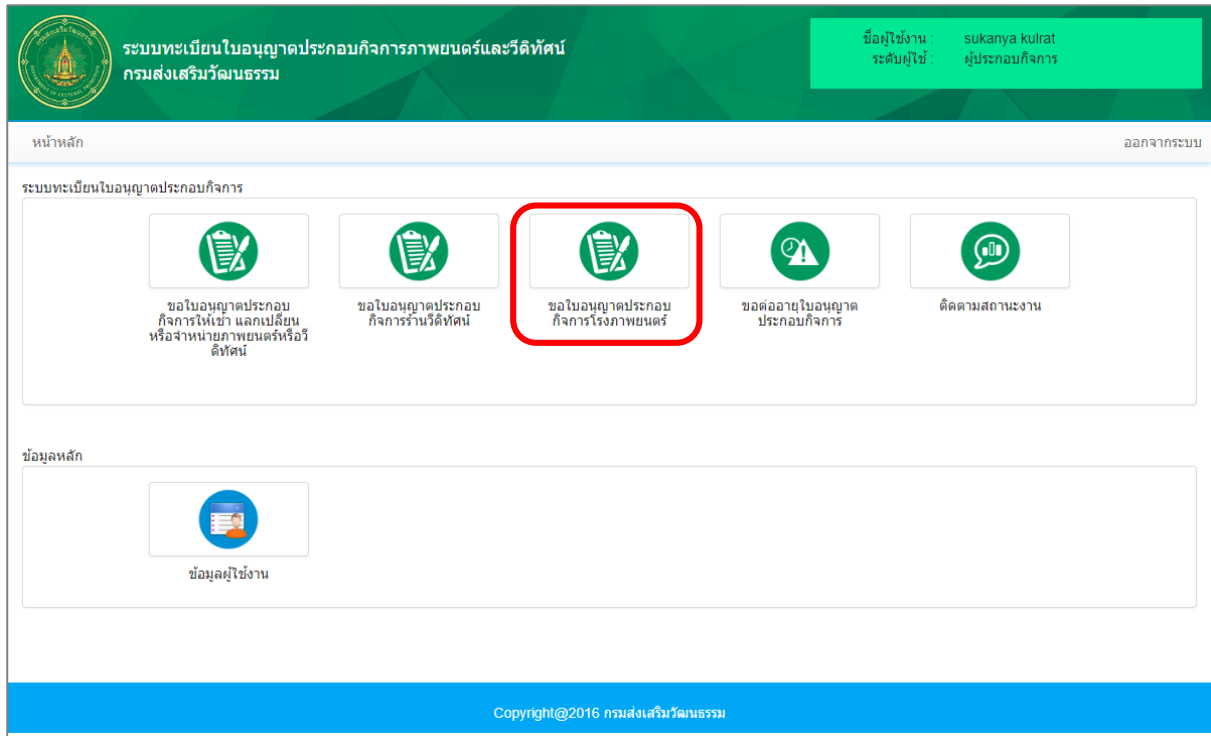 ระบบทะเบียนใบอนุญาตประกอบกิจการภาพยนตร์และวีดิทัศน์
กรมส่งเสริมวัฒนธรรม
ชื่อผู้ใช้งาน : sukanya kulrat
ระดับผู้ใช้ : ผู้ประกอบกิจการ
หน้าหลัก
ออกจากระบบ
ระบบทะเบียนใบอนุญาตประกอบกิจการ
ขอใบอนุญาตประกอบ
กิจการให้เช่า แลกเปลี่ยน
หรือจำหน่ายภาพยนตร์หรือวี
ดิทัศน์
ขอใบอนุญาตประกอบ
กิจการร้านวีดิทัศน์
ขอใบอนุญาตประกอบ
กิจการโรงภาพยนตร์
ขอต่ออายุใบอนุญาต
ประกอบกิจการ
ติดตามสถานะงาน
ข้อมูลหลัก
ข้อมูลผู้ใช้งาน
Copyright@2016 กรมส่งเสริมวัฒนธรรม